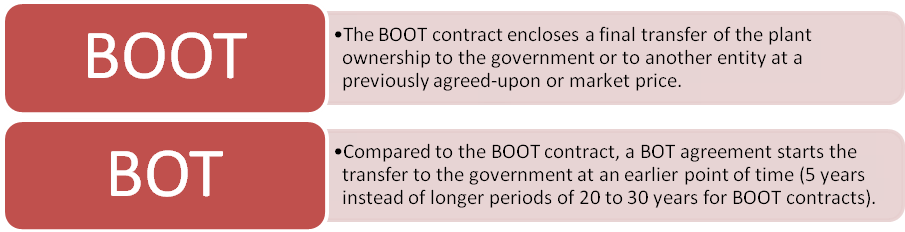 BOOT
•The BOOT contract encloses a final transfer of the plant
ownership to the government or to another entity at a
previously agreed-upon or market price.
BOT
•Compared to the BOOT contract, a BOT agreement starts the
transfer to the government at an earlier point of time (5 years
instead of longer periods of 20 to 30 years for BOOT contracts).